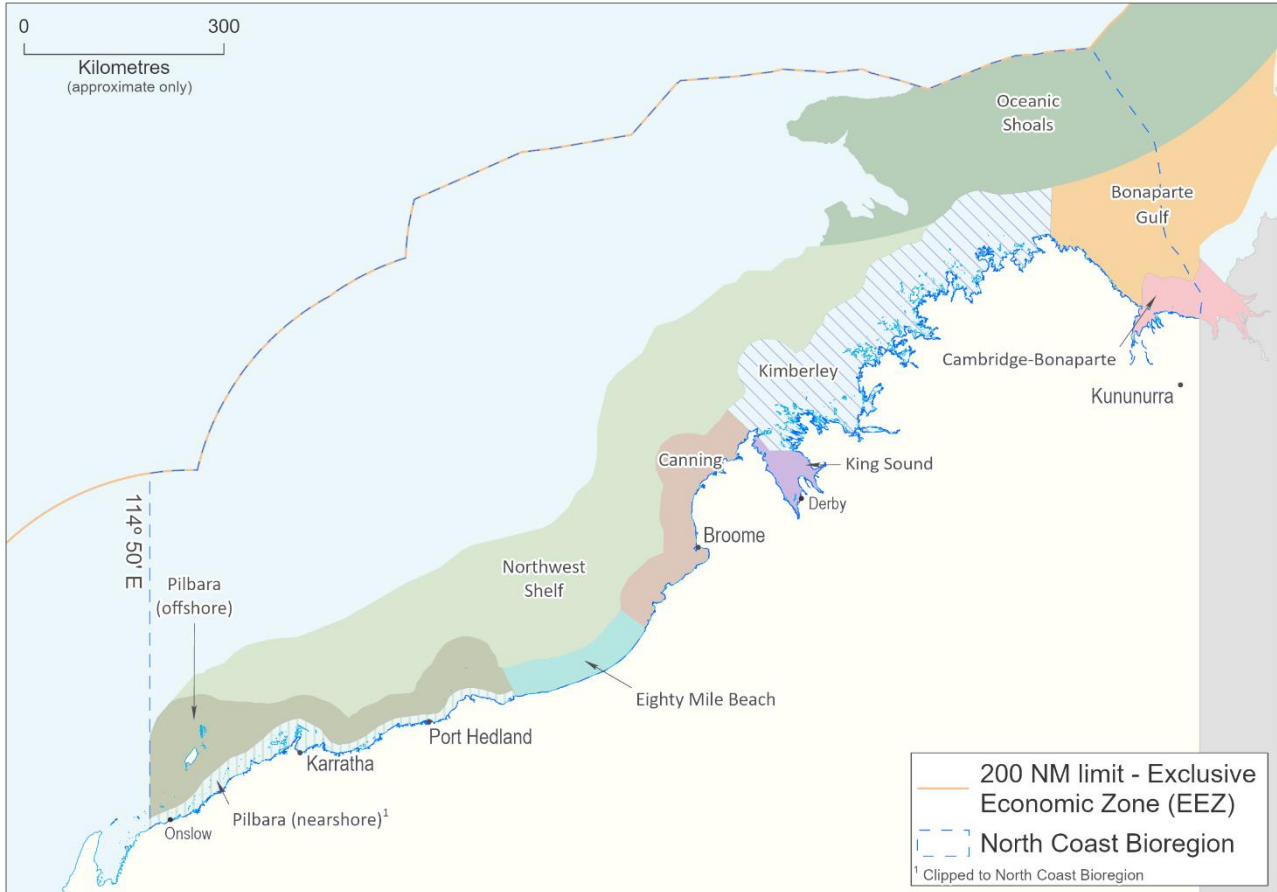 0 300
Kilometres
(approximate only)
Oceanic
Shoals
Bonaparte
Gulf
Cambridge-Bonaparte
Kununurra
Kimberley
Canning
King Sound
Derby
Broome
114º 50' E
Northwest
Shelf
Pilbara
(offshore)
Eighty Mile Beach
Port Hedland
Karratha
Pilbara (nearshore)¹
Onslow
200 NM limit - Exclusive
Economic Zone (EEZ)
North Coast Bioregion
¹ Clipped to North Coast Bioregion